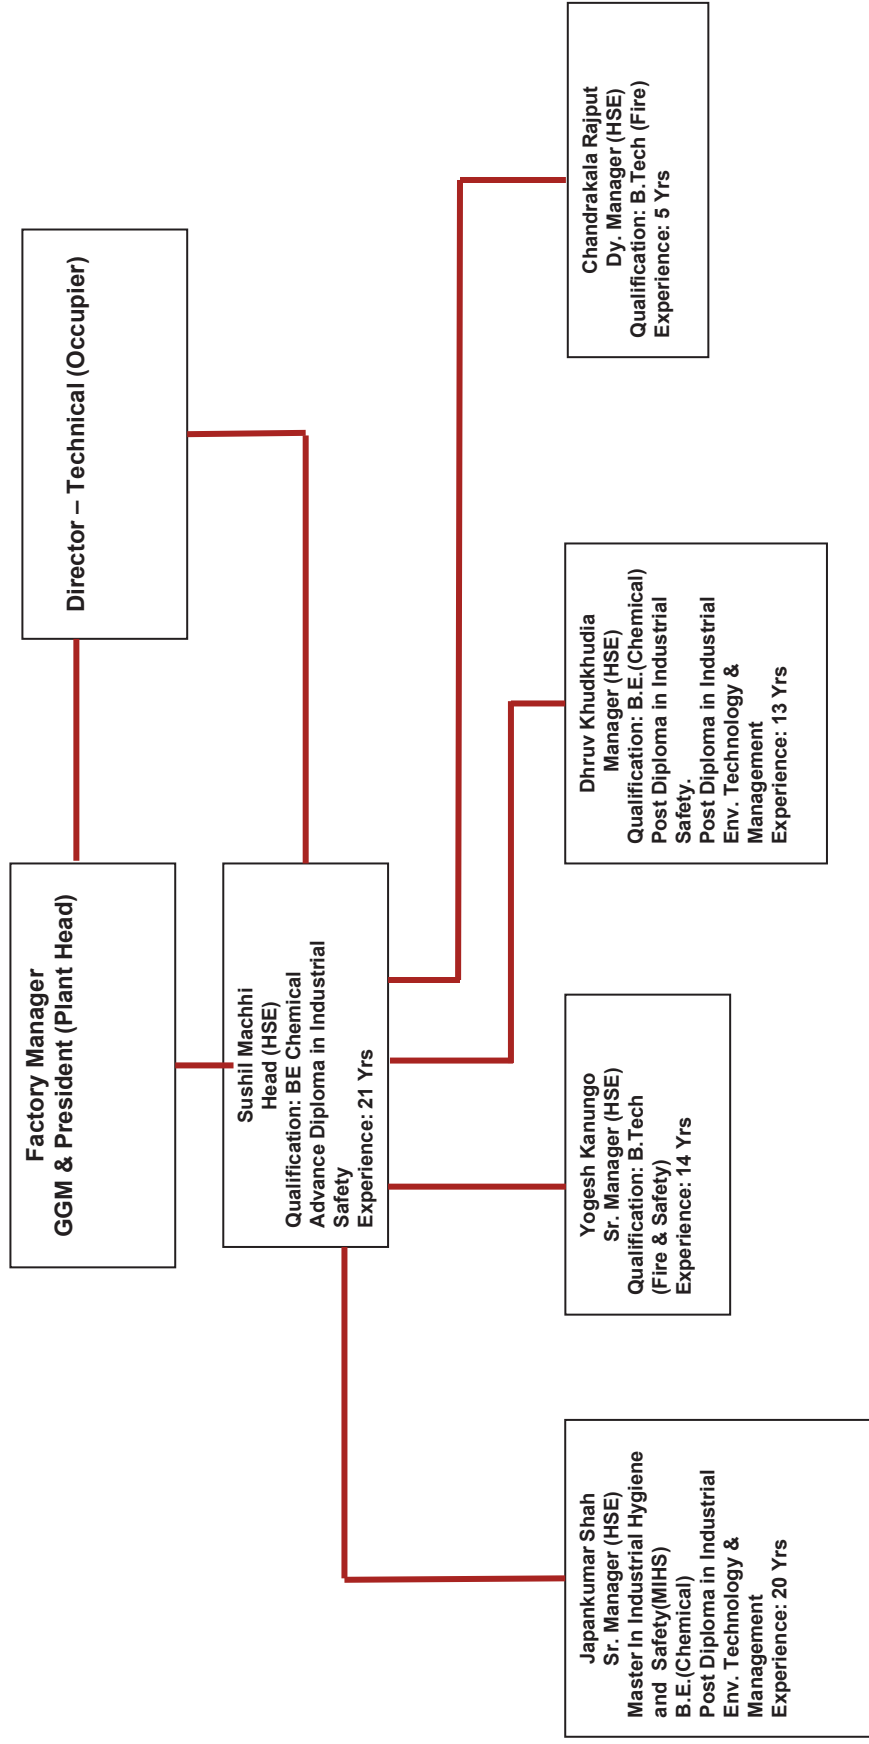 Factory Manager
GGM & President (Plant Head)
Director – Technical (Occupier)
Sushil Machhi
Head (HSE)
Qualification: BE Chemical
Advance Diploma in Industrial
Safety
Experience: 21 Yrs
Japankumar Shah
Sr. Manager (HSE)
Master In Industrial Hygiene
and Safety(MIHS)
B.E.(Chemical)
Post Diploma in Industrial
Env. Technology &
Management
Experience: 20 Yrs
Yogesh Kanungo
Sr. Manager (HSE)
Qualification: B.Tech
(Fire & Safety)
Experience: 14 Yrs
Dhruv Khudkhudia
Manager (HSE)
Qualification: B.E.(Chemical)
Post Diploma in Industrial
Safety.
Post Diploma in Industrial
Env. Technology &
Management
Experience: 13 Yrs
Chandrakala Rajput
Dy. Manager (HSE)
Qualification: B.Tech (Fire)
Experience: 5 Yrs